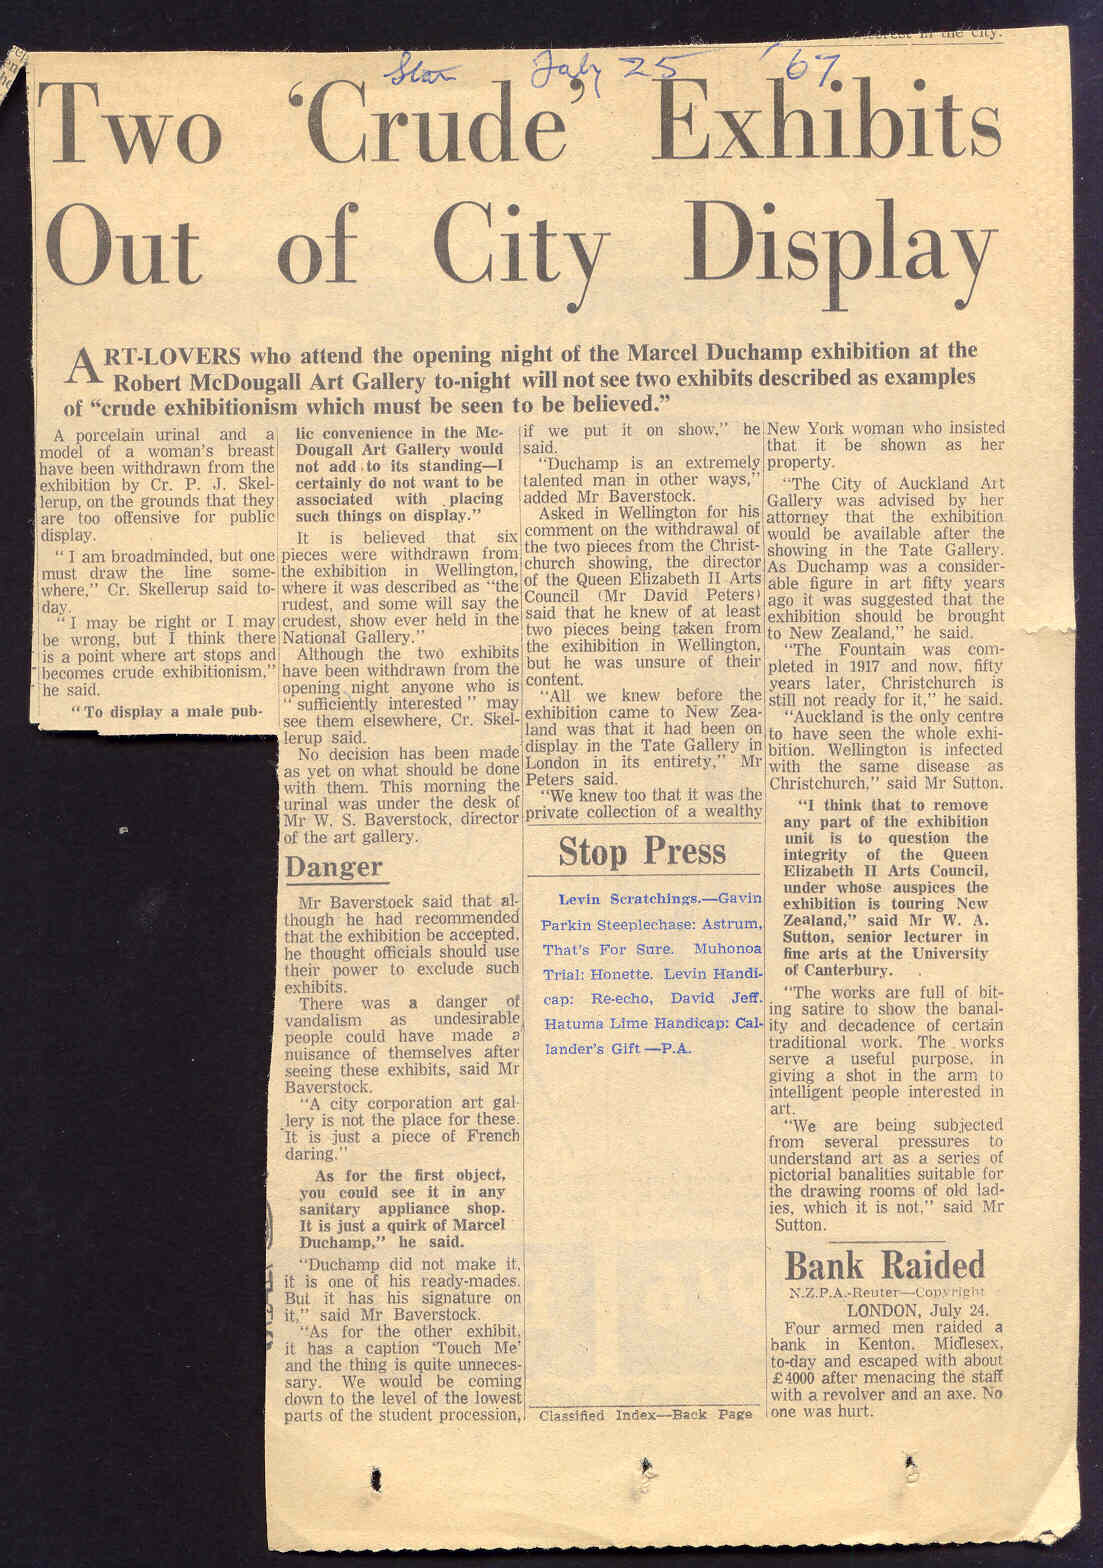 erest in the city.
Star July 25 '67
Two 'Crude' Exhibits
Out of City Display
ART-LOVERS who attend the opening night of the Marcel Duchamp exhibition at the
Robert McDougall Art Gallery to-night will not see two exhibits described as examples
of "crude exhibitionism which must be seen to be believed."
A porcelain urinal and a
model of a woman's breast
have been withdrawn from the
exhibition by Cr. P. J. Skel-
lerup, on the grounds that they
are too offensive for public
display.
"I am broadminded, but one
must draw the line some-
where," Cr. Skellerup said to-
day.
"I may be right or I may
be wrong, but I think there
is a point where art stops and
becomes crude exhibitionism,"
he said.
"To display a male pub-
lic convenience in the Mc-
Dougall Art Gallery would
not add to its standing—I
certainly do not want to be
associated with placing
such things on display."
It is believed that six
pieces were withdrawn from
the exhibition in Wellington,
where it was described as "the
rudest, and some will say the
crudest, show ever held in the
National Gallery."
Although the two exhibits
have been withdrawn from the
opening night anyone who is
"sufficiently interested" may
see them elsewhere, Cr. Skel-
lerup said.
No decision has been made
as yet on what should be done
with them. This morning the
urinal was under the desk of
Mr W. S. Baverstock, director
of the art gallery.
Danger
Mr Baverstock said that al-
though he had recommended
that the exhibition be accepted,
he thought officials should use
their power to exclude such
exhibits.
There was a danger of
vandalism as undesirable
people could have made a
nuisance of themselves after
seeing these exhibits, said Mr
Baverstock.
"A city corporation art gal-
lery is not the place for these.
It is just a piece of French
daring."
As for the first object,
you could see it in any
sanitary appliance shop.
It is just a quirk of Marcel
Duchamp," he said.
"Duchamp did not make it,
it is one of his ready-mades.
But it has his signature on
it," said Mr Baverstock.
"As for the other exhibit,
it has a caption 'Touch Me'
and the thing is quite unneces-
sary. We would be coming
down to the level of the lowest
parts of the student procession,
if we put it on show," he
said.
"Duchamp is an extremely
talented man in other ways,"
added Mr Baverstock.
Asked in Wellington for his
comment on the withdrawal of
the two pieces from the Christ-
church showing, the director
of the Queen Elizabeth II Arts
Council (Mr David Peters)
said that he knew of at least
two pieces being taken from
the exihibition in Wellington,
but he was unsure of their
content.
"All we knew before the
exhibition came to New Zea-
land was that it had been on
display in the Tate Gallery in
London in its entirety," Mr
Peters said.
"We knew too that it was the
private collection of a wealthy
Stop Press
Levin Scratchings.—Gavin
Parkin Steeplechase: Astrum,
That's For Sure. Muhonoa
Trial: Honette. Levin Handi-
cap: Re-echo, David Jeff.
Hatuma Lime Handicap: Cal-
lander's Gift—P.A.
Classified Index—Back Page
New York woman who insisted
that it be shown as her
property.
"The City of Auckland Art
Gallery was advised by her
attorney that the exhibition
would be available after the
showing in the Tate Gallery.
As Duchamp was a consider-
able figure in art fifty years
ago it was suggested that the
exhibition should be brought
to New Zealand," he said.
"The Fountain was com-
pleted in 1917 and now, fifty
years later, Christchurch is
still not ready for it," he said.
"Auckland is the only centre
to have seen the whole exhi-
bition. Wellington is infected
with the same disease as
Christchurch," said Mr Sutton.
"I think that to remove
any part of the exhibition
unit is to question the
integrity of the Queen
Elizabeth II Arts Council,
under whose auspices the
exhibition is touring New
Zealand," said Mr W. A.
Sutton, senior lecturer in
fine arts at the University
of Canterbury.
"The works are full of bit-
ing satire to show the banal-
ity and decadence of certain
traditional work. The works
serve a useful purpose, in
giving a shot in the arm to
intelligent people interested in
art.
"We are being subjected
from several pressures to
understand art as a series of
pictorial banalities suitable for
the drawing rooms of old lad-
ies, which it is not," said Mr
Sutton.
Bank Raided
N.Z.P.A.-Reuter—Copyright
LONDON, July 24.
Four armed men raided a
bank in Kenton, Midlesex,
to-day and escaped with about
£4000 after menacing the staff
with a revolver and an axe. No
one was hurt.